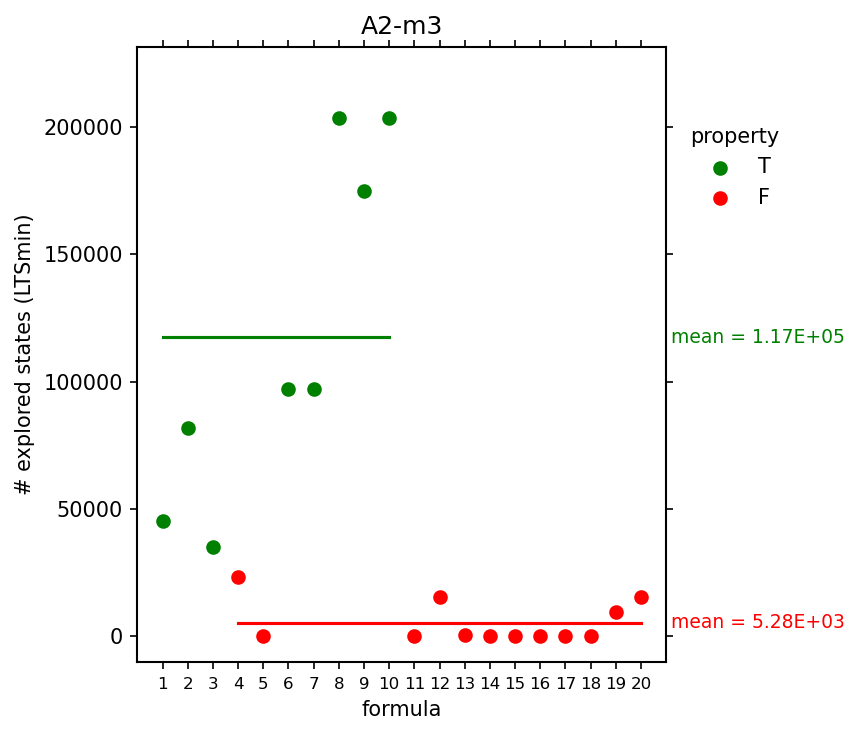 A2-m3
# explored states (LTSmin)
200000
150000
100000
50000
0
1 2 3 4 5 6 7 8 9 10 11 12 13 14 15 16 17 18 19 20
formula
property
T
F
mean = 1.17E+05
mean = 5.28E+03